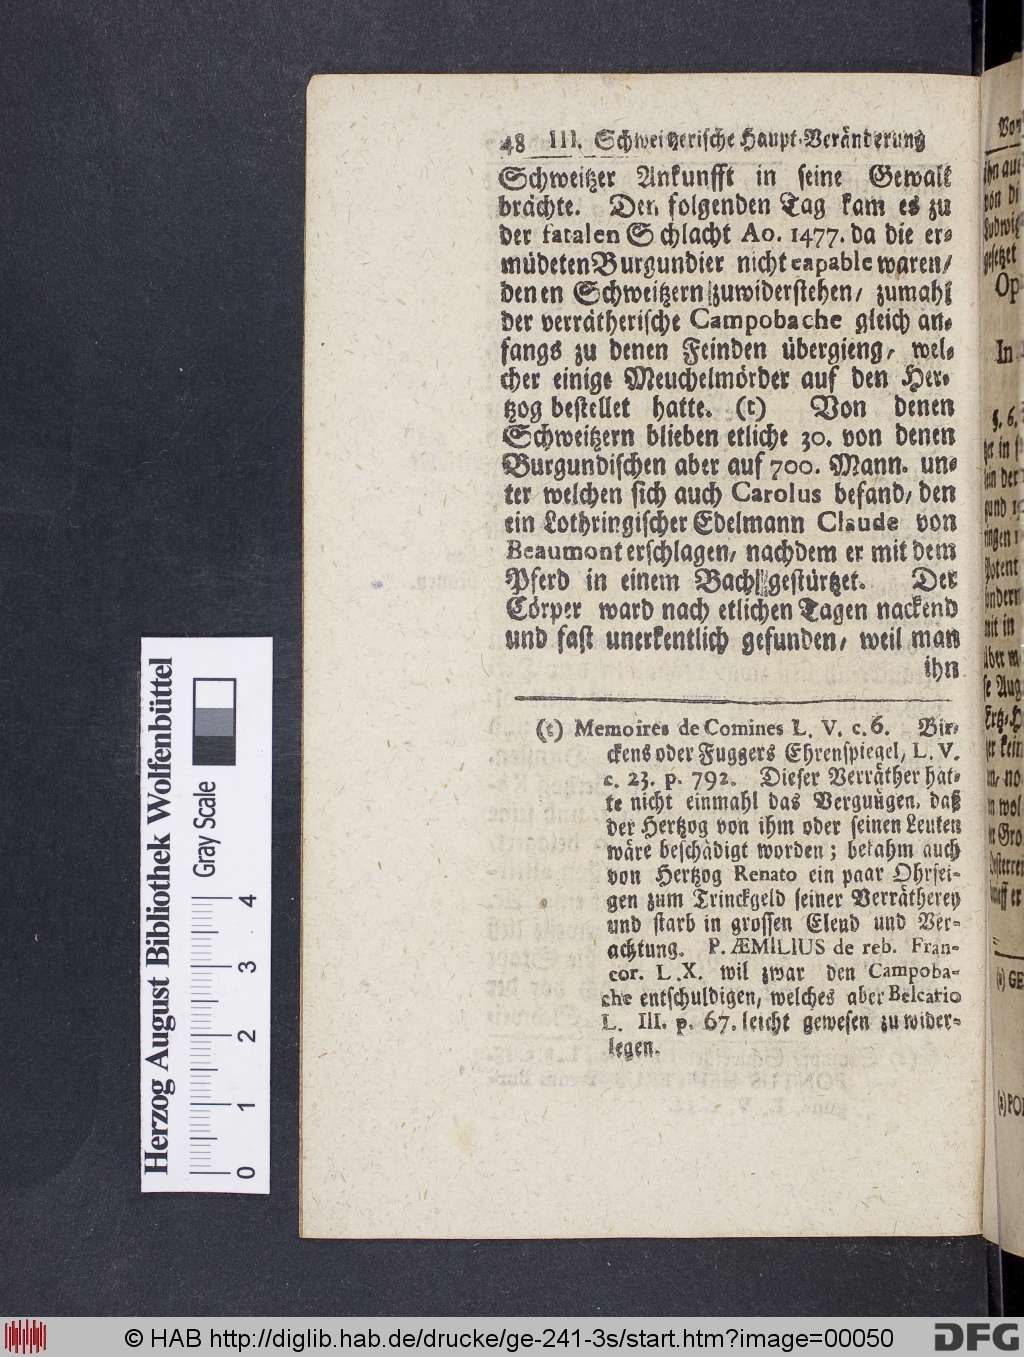 48 III. Schweitzerische Haupt-Veränderung
Schweitzer Ankunfft in seine Gewalt
brächte. Den folgenden Tag kam es zu
der fatalen Schlacht Ao. 1477. da die er-
müdeten Burgundier nicht capable waren/
denen Schweitzern zuwiderstehen/ zumahl
der verrätherische Campobache gleich an-
fangs zu denen Feinden übergieng/ wel-
cher einige Meuchelmörder auf den Her-
tzog bestellet hatte. (t) Von denen
Schweitzern blieben etliche 30. von denen
Burgundischen aber auf 700. Mann. un-
ter welchen sich auch Carolus befand/ den
ein Lothringischer Edelmann Claude von
Beaumont erschlagen/ nachdem er mit dem
Pferd in einem Bach gestürtzet. Der
Cörper ward nach etlichen Tagen nackend
und fast unerkentlich gefunden/ weil man
ihn
(t) Memoires de Comines L. V. c. 6. Bir-
ckens oder Fuggers Ehrenspiegel, L. V.
c. 23. p. 792. Dieser Verräther hat-
te nicht einmahl das Vergnügen, daß
der Hertzog von ihm oder seinen Leuten
wäre beschädigt worden; bekahm auch
von Hertzog Renato ein paar Ohrfei-
gen zum Trinckgeld seiner Verrätherey
und starb in grossen Elend und Ver-
achtung. P. ÆMILIUS de reb. Fran-
cor. L. X. wil zwar den Campoba-
che entschuldigen, welches aber Belcario
L. III. p. 67. leicht gewesen zu wider-
legen.
Herzog August Bibliothek Wolfenbüttel
Gray Scale
0 1 2 3 4
© HAB http://diglib.hab.de/drucke/ge-241-3s/start.htm?image=00050
DFG